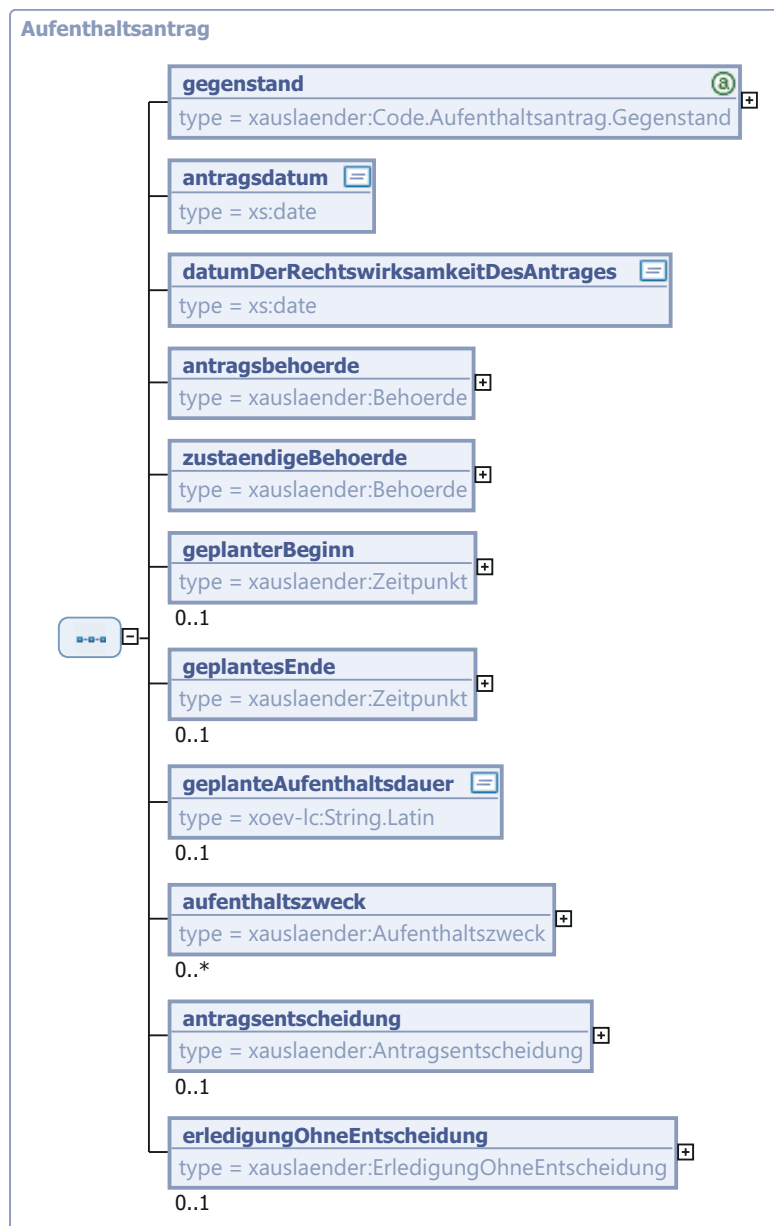 Aufenthaltsantrag
gegenstand
type = xauslaender:Code.Aufenthaltsantrag.Gegenstand
antragsdatum
type = xs:date
datumDerRechtswirksamkeitDesAntrages
type = xs:date
antragsbehoerde
type = xauslaender:Behoerde
zustaendigeBehoerde
type = xauslaender:Behoerde
geplanterBeginn
type = xauslaender:Zeitpunkt
0..1
geplantesEnde
type = xauslaender:Zeitpunkt
0..1
geplanteAufenthaltsdauer
type = xoev-lc:String.Latin
0..1
aufenthaltszweck
type = xauslaender:Aufenthaltszweck
0..*
antragsentscheidung
type = xauslaender:Antragsentscheidung
0..1
erledigungOhneEntscheidung
type = xauslaender:ErledigungOhneEntscheidung
0..1